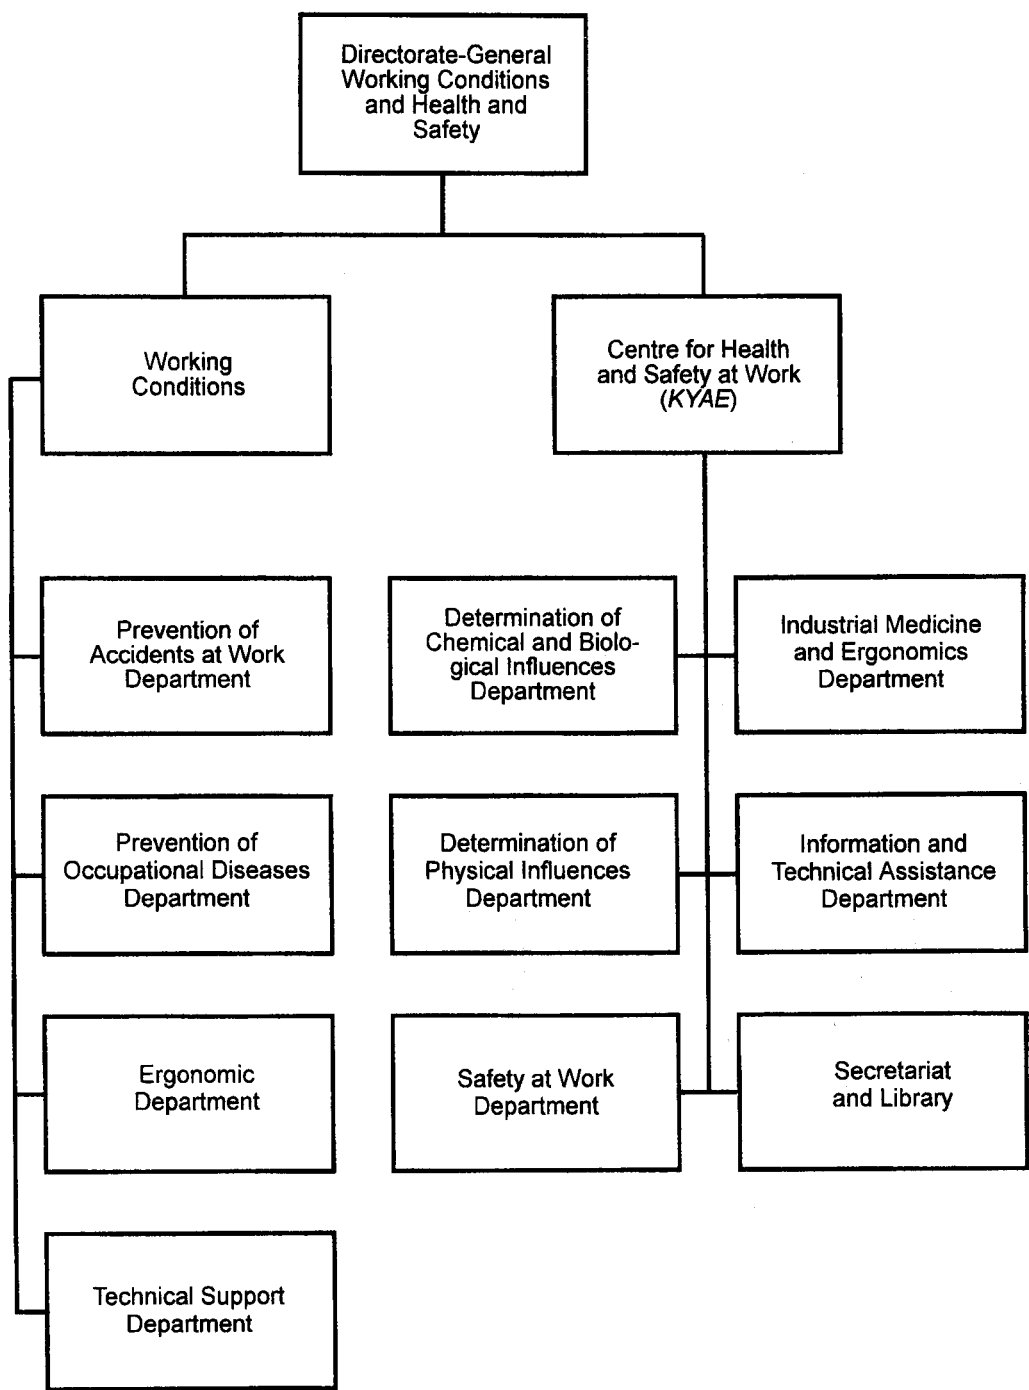 Directorate-General
Working Conditions
and Health and
Safety
Working
Conditions
Centre for Health
and Safety at Work
(KYAE)
Prevention of
Accidents at Work
Department
Determination of
Chemical and Biolo-
gical Influences
Department
Industrial Medicine
and Ergonomics
Department
Prevention of
Occupational Diseases
Department
Determination of
Physical Influences
Department
Information and
Technical Assistance
Department
Ergonomic
Department
Safety at Work
Department
Secretariat
and Library
Technical Support
Department